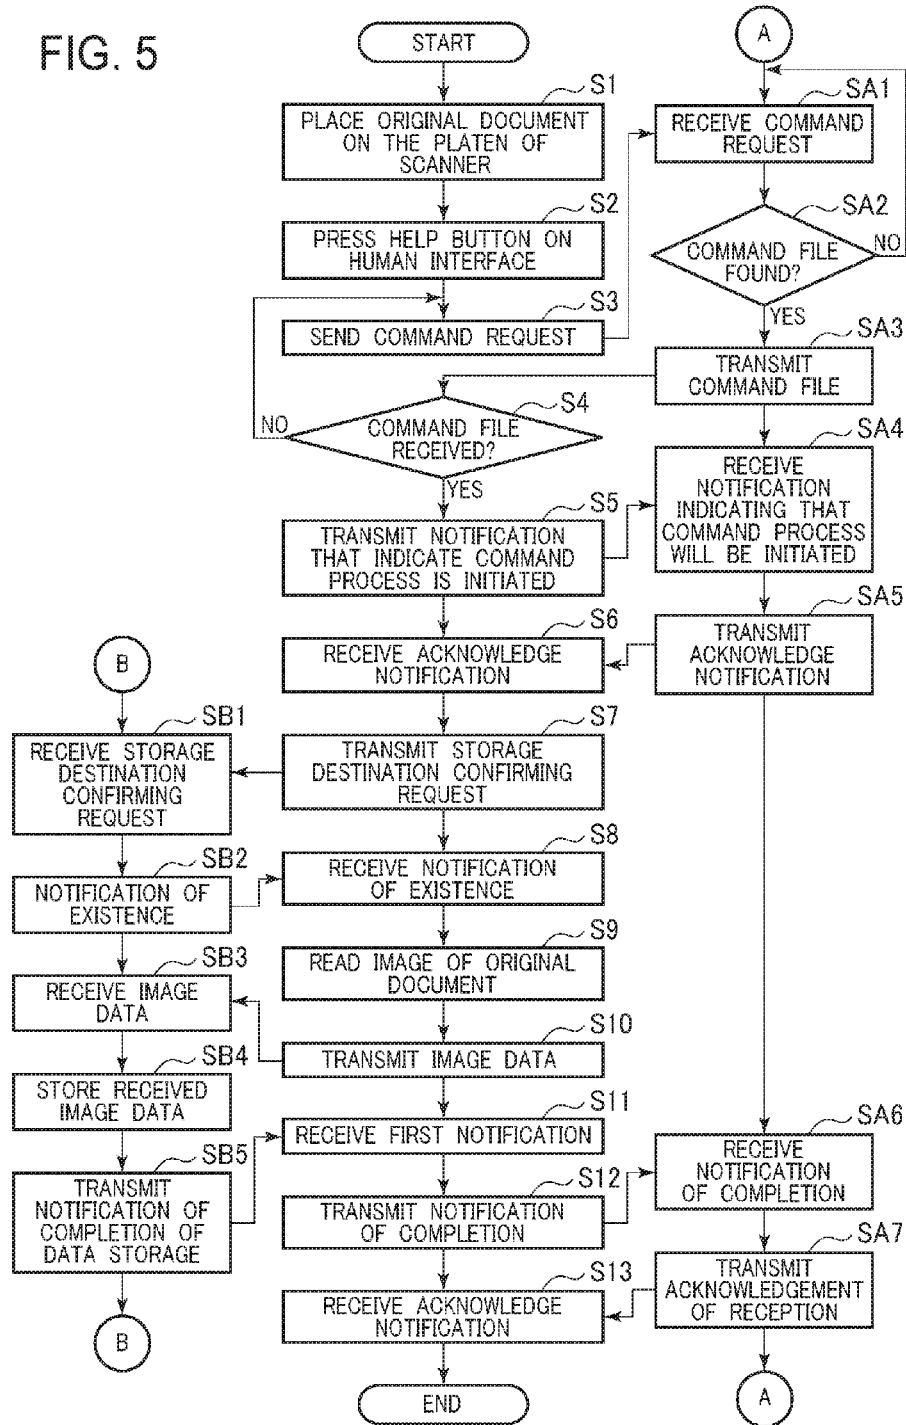 FIG. 5
START
S1
PLACE ORIGINAL DOCUMENT
ON THE PLATEN OF
SCANNER
S2
PRESS HELP BUTTON ON
HUMAN INTERFACE
S3
SEND COMMAND REQUEST
S4
COMMAND FILE
RECEIVED?
NO
YES
S5
TRANSMIT NOTIFICATION
THAT INDICATE COMMAND
PROCESS IS INITIATED
S6
RECEIVE ACKNOWLEDGE
NOTIFICATION
S7
TRANSMIT STORAGE
DESTINATION CONFIRMING
REQUEST
S8
RECEIVE NOTIFICATION
OF EXISTENCE
S9
READ IMAGE OF ORIGINAL
DOCUMENT
S10
TRANSMIT IMAGE DATA
S11
RECEIVE FIRST NOTIFICATION
S12
TRANSMIT NOTIFICATION
OF COMPLETION
S13
RECEIVE ACKNOWLEDGE
NOTIFICATION
END
A
SA1
RECEIVE COMMAND
REQUEST
SA2
COMMAND FILE
FOUND?
NO
YES
SA3
TRANSMIT
COMMAND FILE
SA4
RECEIVE
NOTIFICATION
INDICATING THAT
COMMAND PROCESS
WILL BE INITIATED
SA5
TRANSMIT
ACKNOWLEDGE
NOTIFICATION
SA6
RECEIVE
NOTIFICATION
OF COMPLETION
SA7
TRANSMIT
ACKNOWLEDGEMENT
OF RECEPTION
A
B
SB1
RECEIVE STORAGE
DESTINATION
CONFIRMING
REQUEST
SB2
NOTIFICATION OF
EXISTENCE
SB3
RECEIVE IMAGE
DATA
SB4
STORE RECEIVED
IMAGE DATA
SB5
TRANSMIT
NOTIFICATION OF
COMPLETION OF
DATA STORAGE
B